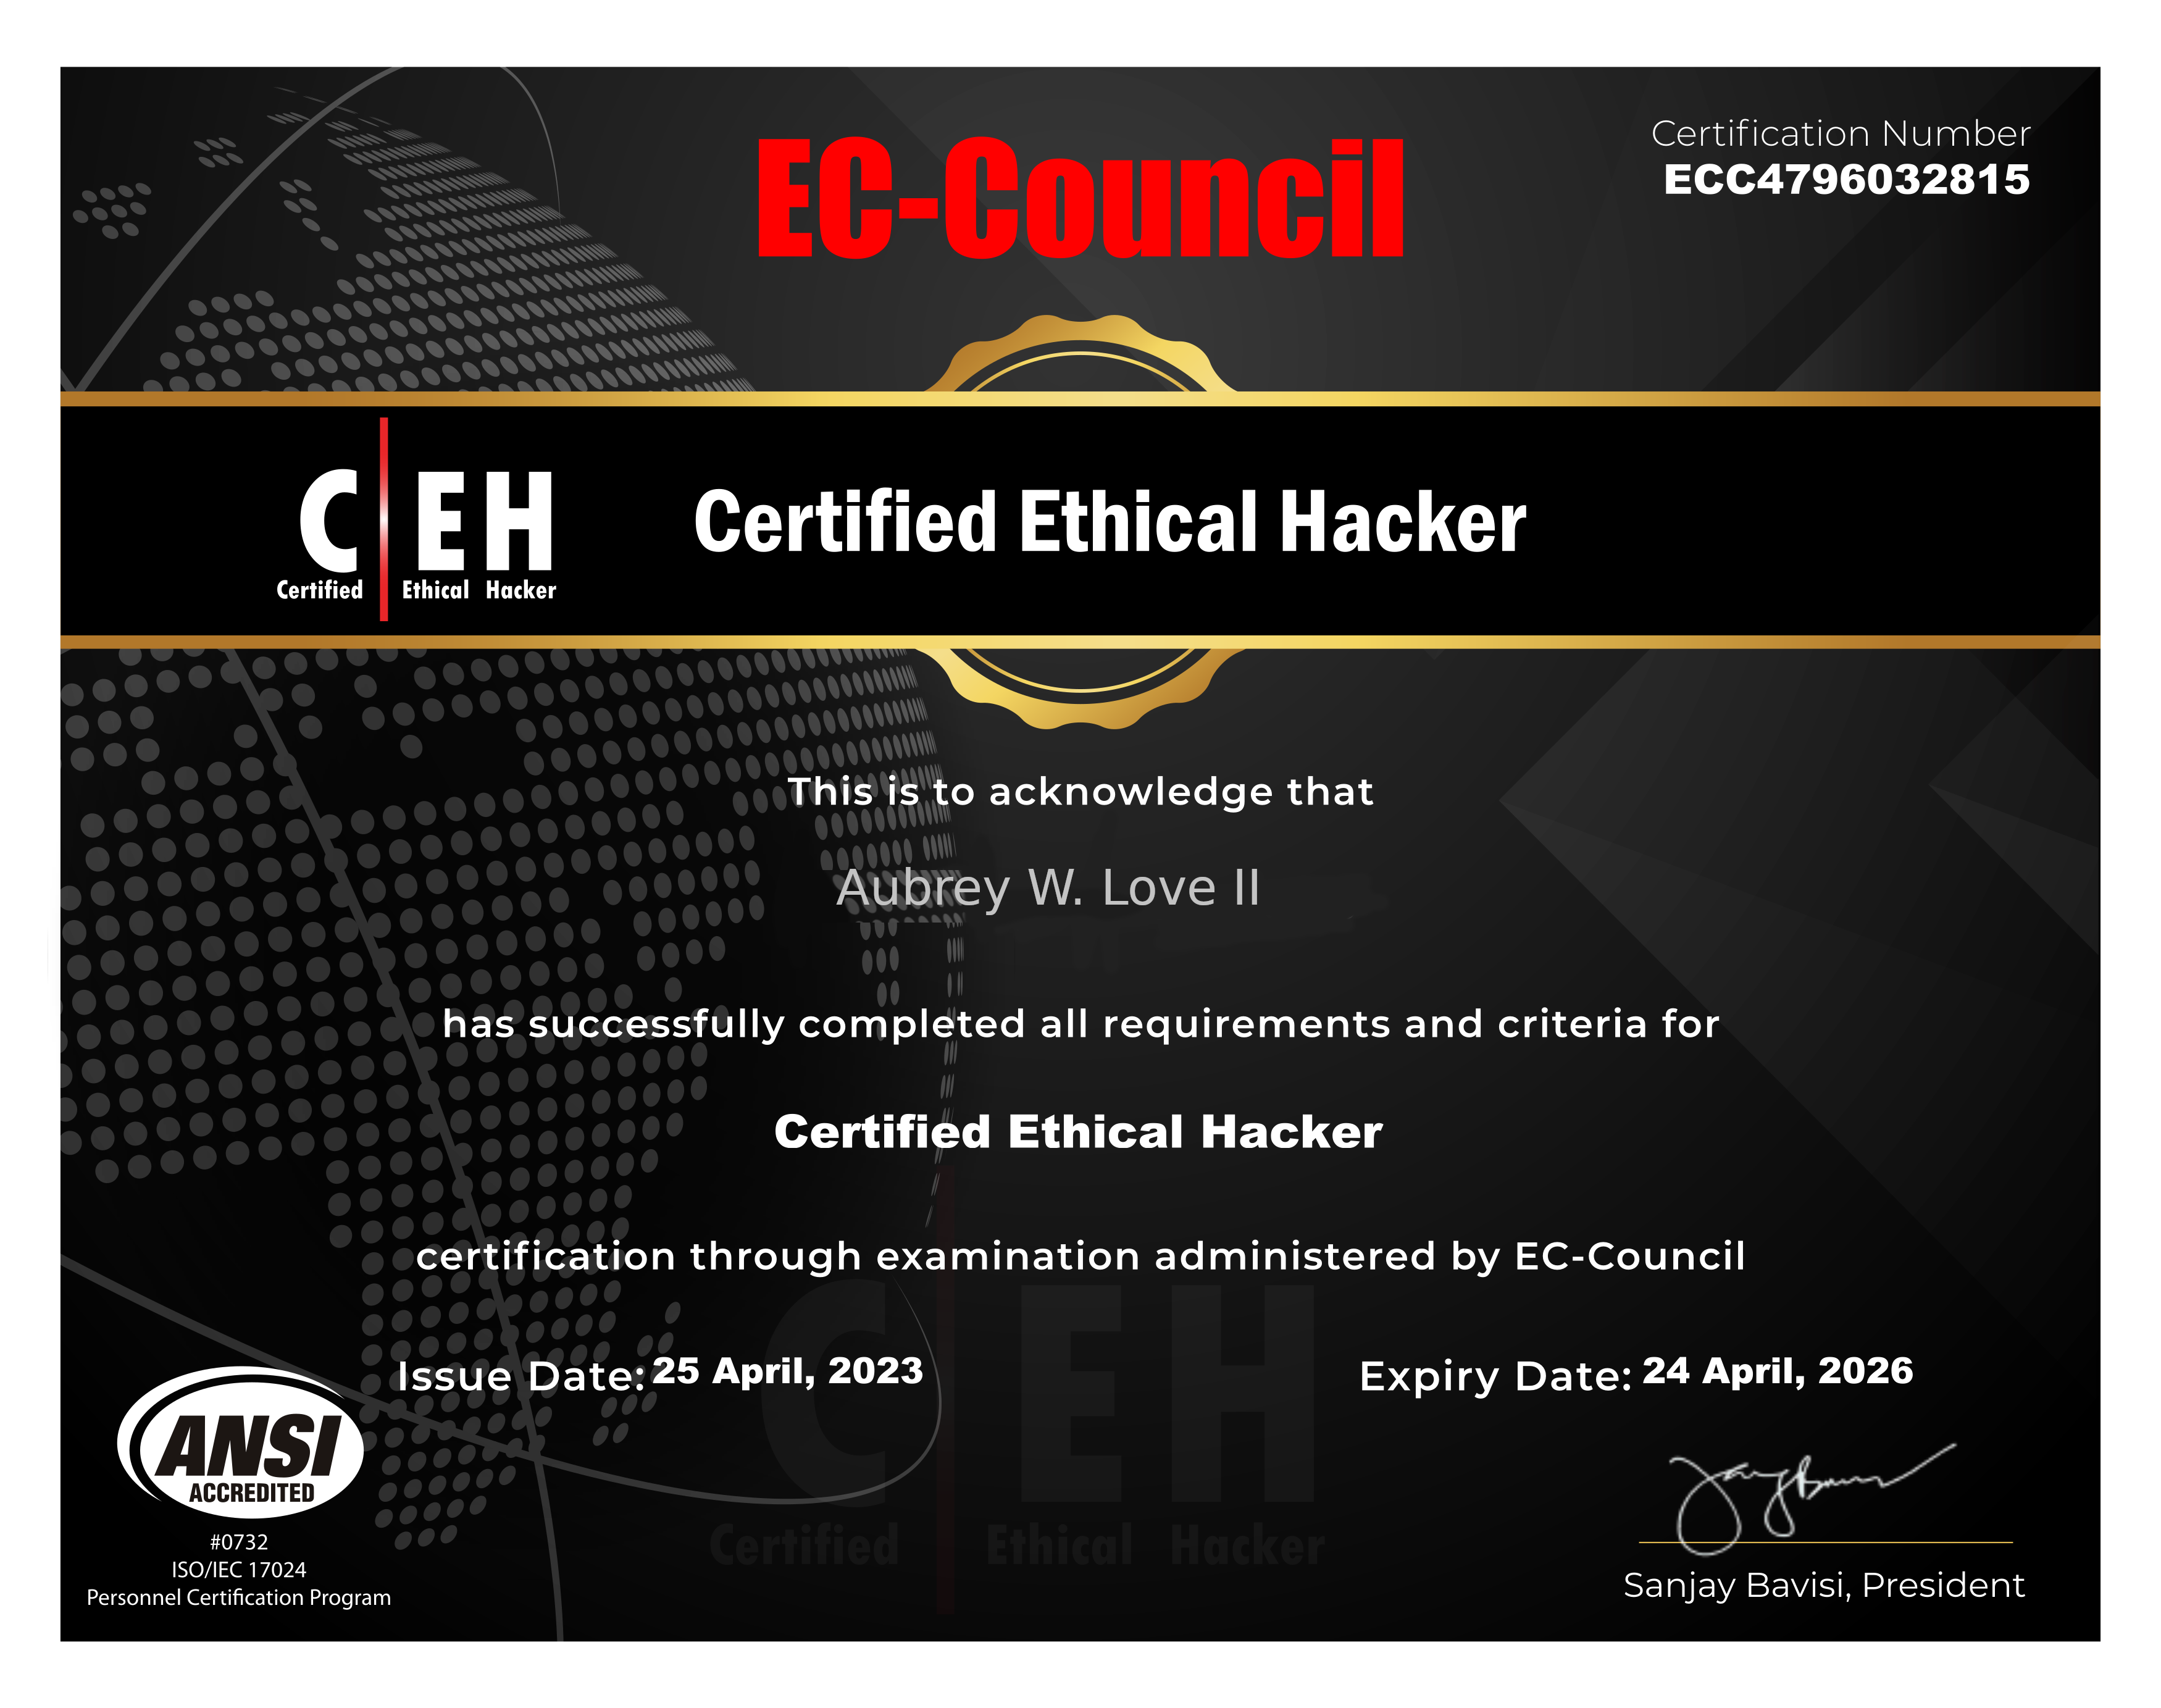 EC-Council
Certification Number
ECC4796032815
C EH
Certified Ethical Hacker
Certified Ethical Hacker
This is to acknowledge that
Aubrey W. Love II
has successfully completed all requirements and criteria for
Certified Ethical Hacker
certification through examination administered by EC-Council
Issue Date: 25 April, 2023
Expiry Date: 24 April, 2026
C EH
Certified Ethical Hacker
ANSI
ACCREDITED
#0732
ISO/IEC 17024
Personnel Certification Program
Sanjay Bavisi, President